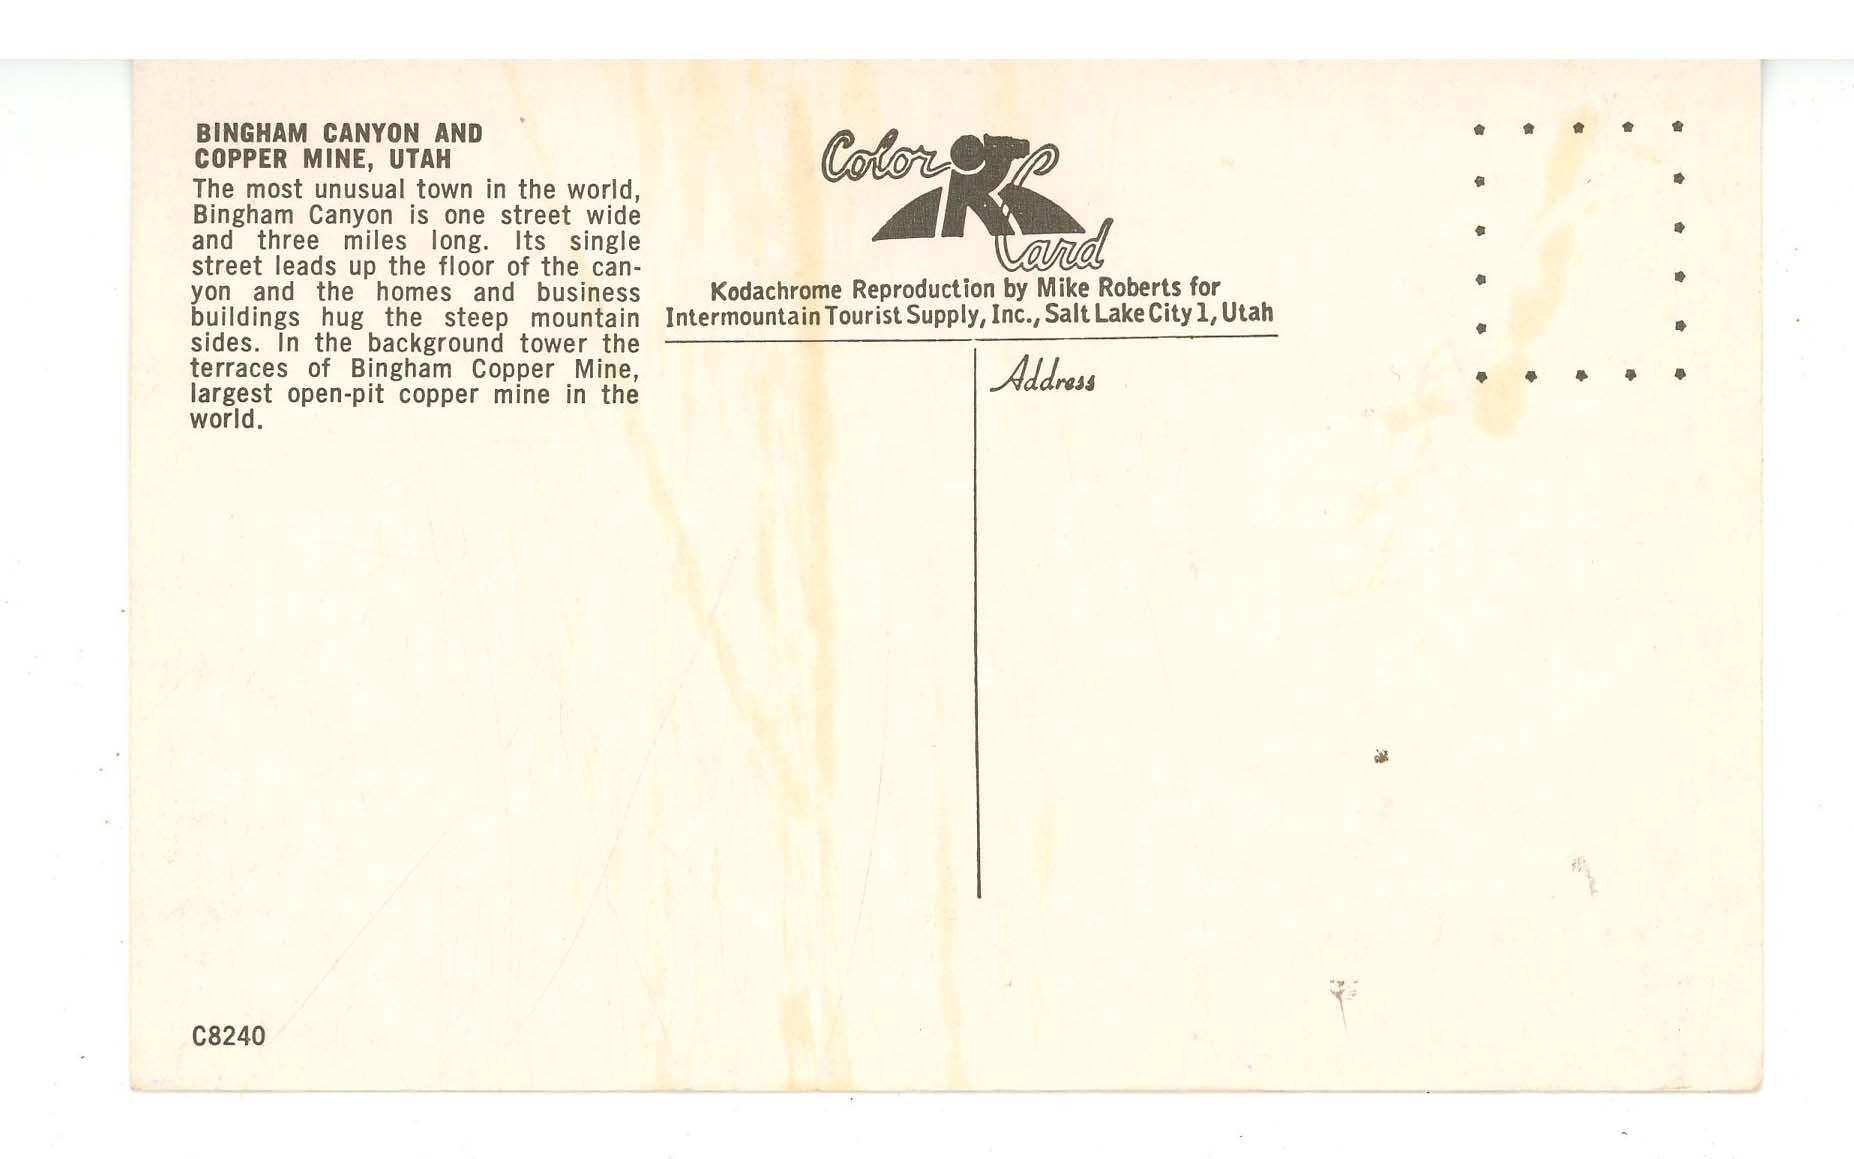 BINGHAM CANYON AND
COPPER MINE, UTAH
The most unusual town in the world,
Bingham Canyon is one street wide
and three miles long. Its single
street leads up the floor of the can-
yon and the homes and business
buildings hug the steep mountain
sides. In the background tower the
terraces of Bingham Copper Mine,
largest open-pit copper mine in the
world.
C8240
Color
Card
Kodachrome Reproduction by Mike Roberts for
Intermountain Tourist Supply, Inc., Salt Lake City 1, Utah
Address